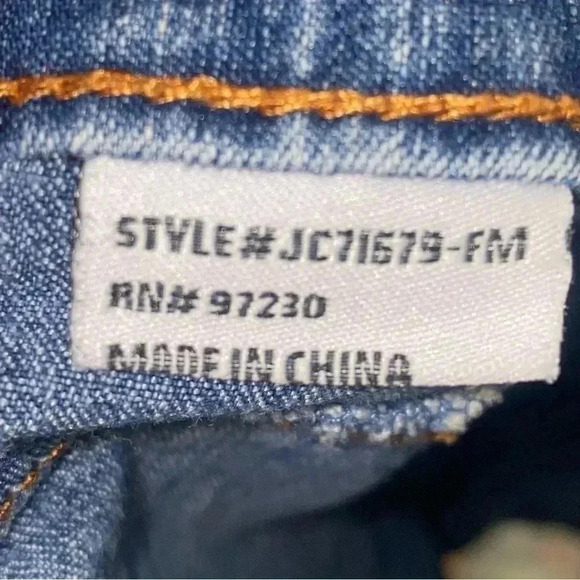 STYLE# JC71679-FM
RN# 97230
MADE IN CHINA